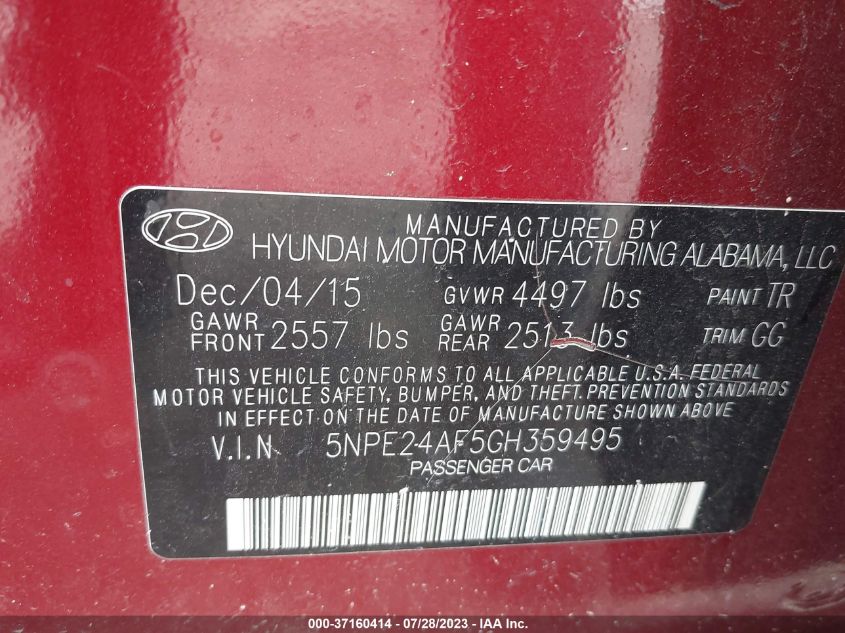 MANUFACTURED BY
HYUNDAI MOTOR MANUFACTURING ALABAMA, LLC
Dec/04/15 GVWR 4497 lbs PAINT TR
GAWR FRONT 2557 lbs GAWR REAR 2513 lbs TRIM GG
THIS VEHICLE CONFORMS TO ALL APPLICABLE U.S.A. FEDERAL
MOTOR VEHICLE SAFETY, BUMPER, AND THEFT PREVENTION STANDARDS
IN EFFECT ON THE DATE OF MANUFACTURE SHOWN ABOVE
V.I.N 5NPE24AF5GH359495
PASSENGER CAR
000-37160414 / 07/28/2023 - IAA Inc.